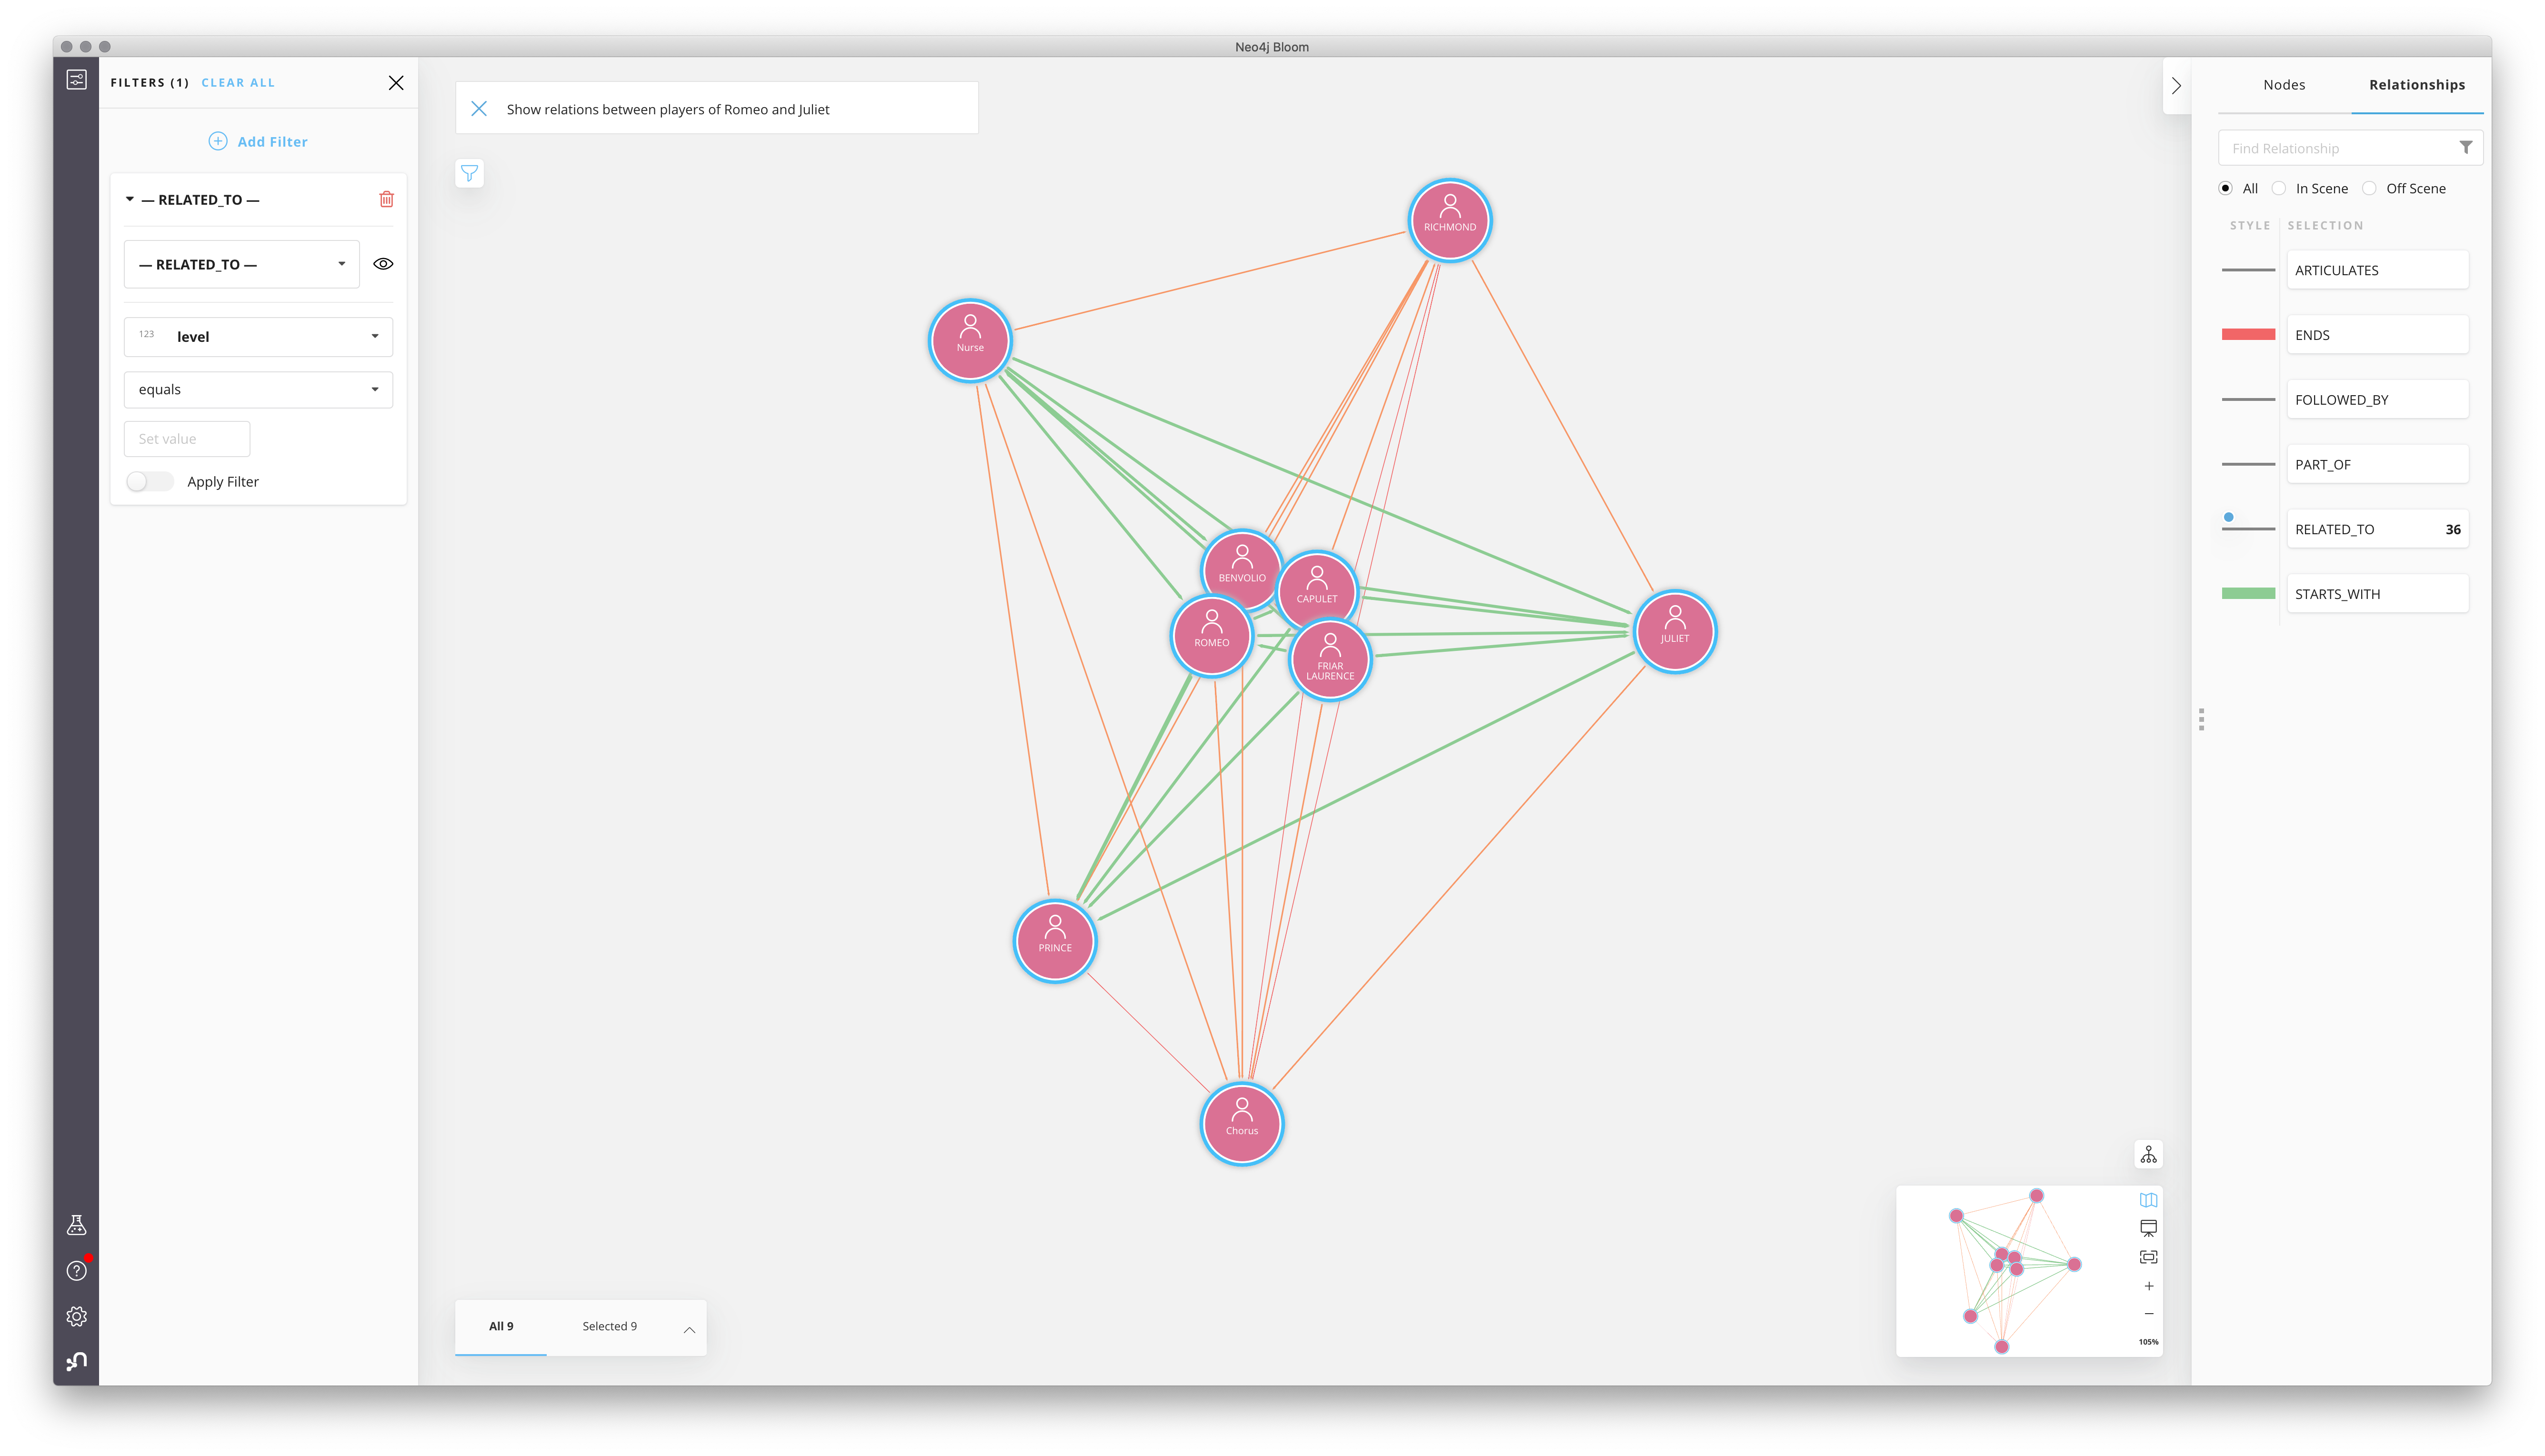 Neo4j Bloom
FILTERS (1) CLEAR ALL
Add Filter
— RELATED_TO —
— RELATED_TO —
123 level
equals
Set value
Apply Filter
Show relations between players of Romeo and Juliet
RICHMOND
Nurse
BENVOLIO
CAPULET
ROMEO
FRIAR
LAURENCE
JULIET
PRINCE
Chorus
All 9 Selected 9
105%
Nodes Relationships
Find Relationship
All In Scene Off Scene
STYLE SELECTION
ARTICULATES
ENDS
FOLLOWED_BY
PART_OF
RELATED_TO 36
STARTS_WITH